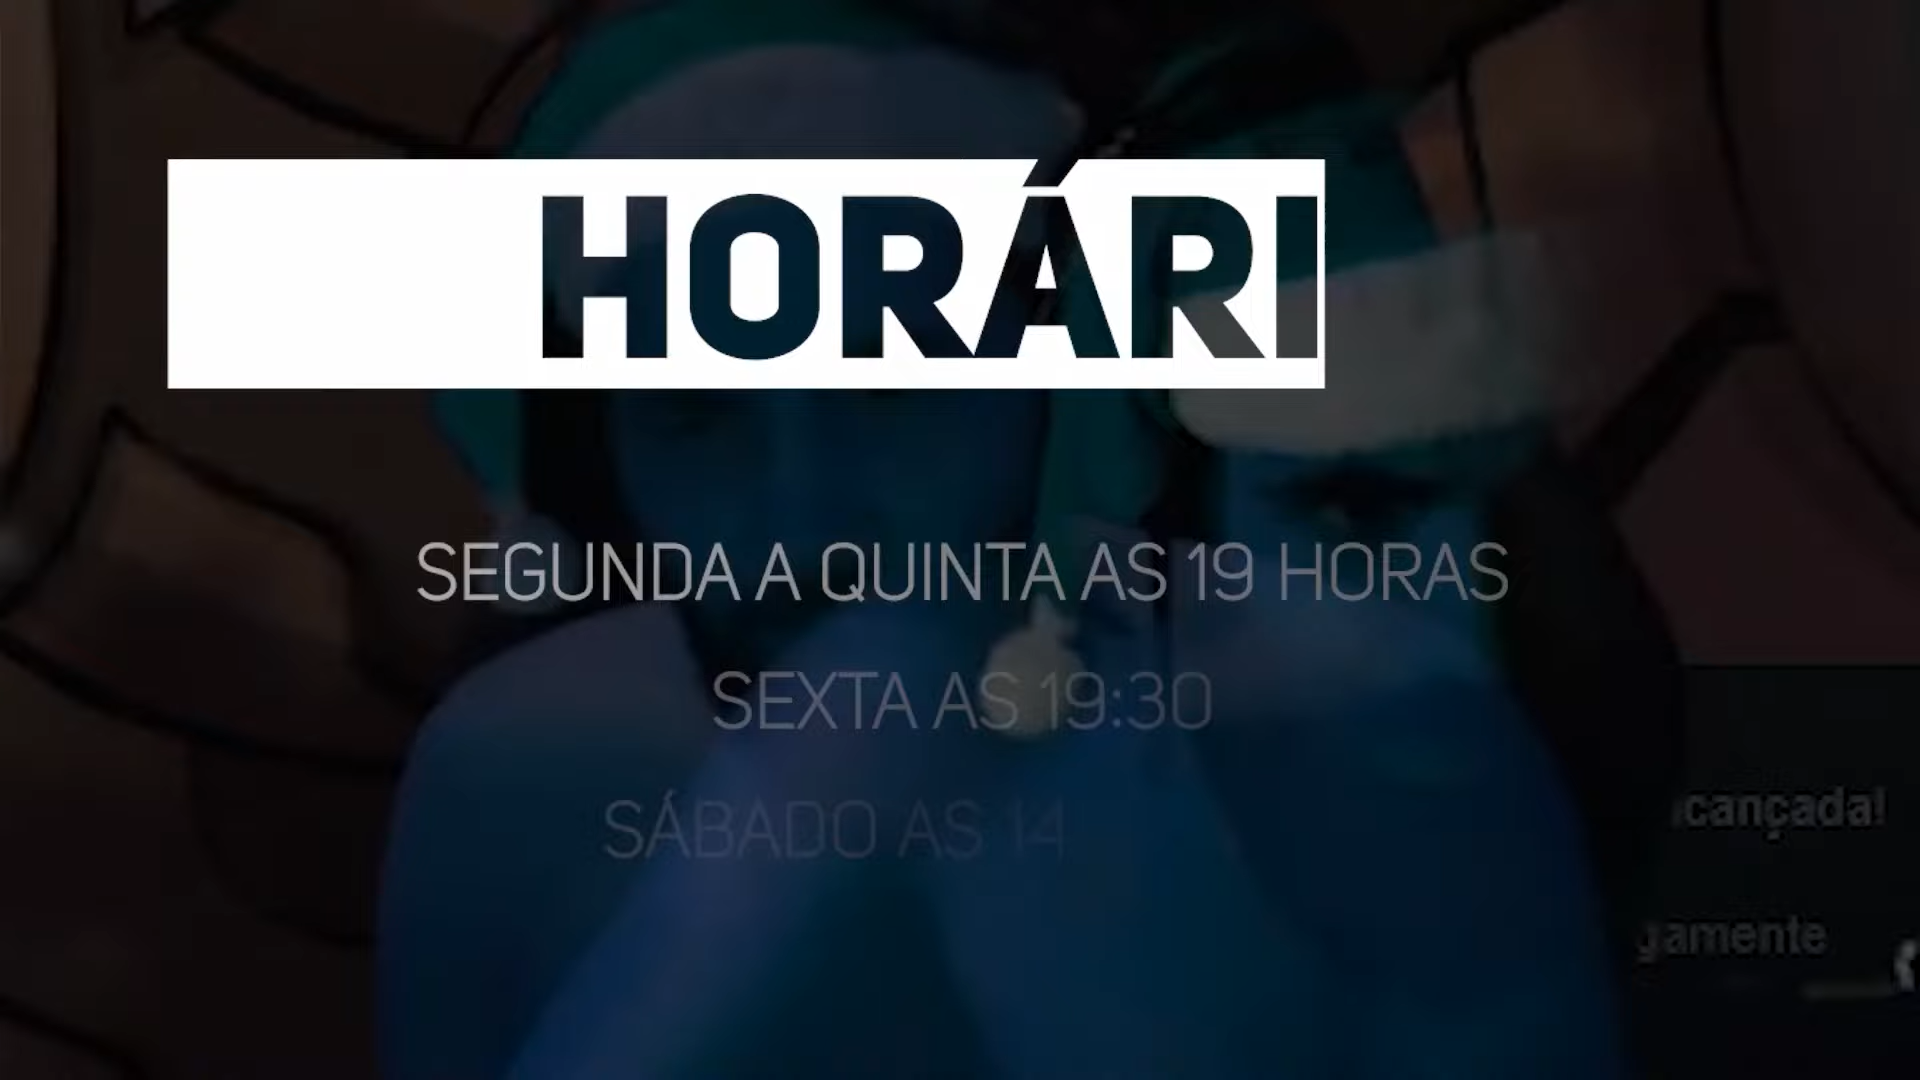 HORÁRI
SEGUNDA A QUINTA AS 19 HORAS
SEXTA AS 19:30
SÁBADO AS 14
cançada!
gamente